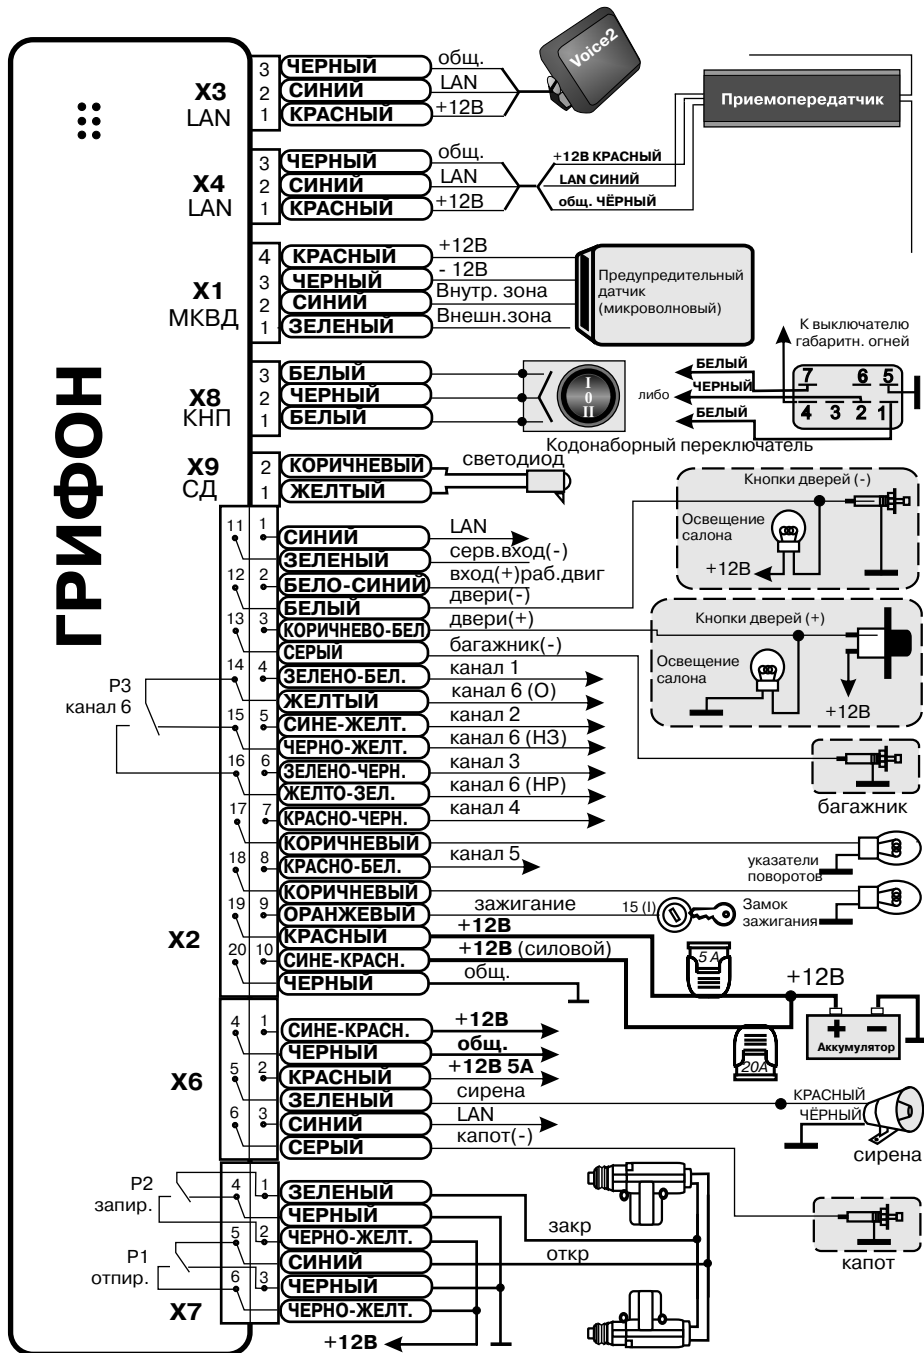 ГРИФОН
X3
LAN
3 ЧЕРНЫЙ общ.
2 СИНИЙ LAN
1 КРАСНЫЙ +12В
Voice2
Приемопередатчик
X4
LAN
3 ЧЕРНЫЙ общ.
2 СИНИЙ LAN
1 КРАСНЫЙ +12В
+12В КРАСНЫЙ
LAN СИНИЙ
общ. ЧЁРНЫЙ
X1
МКВД
4 КРАСНЫЙ +12В
3 ЧЕРНЫЙ - 12В
2 СИНИЙ Внутр. зона
1 ЗЕЛЕНЫЙ Внешн.зона
Предупредительный
датчик
(микроволновый)
X8
КНП
3 БЕЛЫЙ
2 ЧЕРНЫЙ
1 БЕЛЫЙ
I
0
II
Кодонаборный переключатель
либо
БЕЛЫЙ
ЧЕРНЫЙ
БЕЛЫЙ
К выключателю
габаритн. огней
7 6 5
4 3 2 1
X9
СД
2 КОРИЧНЕВЫЙ светодиод
1 ЖЕЛТЫЙ
X2
1 СИНИЙ LAN
11 ЗЕЛЕНЫЙ серв.вход(-)
2 БЕЛО-СИНИЙ вход(+)раб.двиг
12 БЕЛЫЙ двери(-)
3 КОРИЧНЕВО-БЕЛ двери(+)
13 СЕРЫЙ багажник(-)
4 ЗЕЛЕНО-БЕЛ. канал 1
14 ЖЕЛТЫЙ канал 6 (О)
5 СИНЕ-ЖЕЛТ. канал 2
15 ЧЕРНО-ЖЕЛТ. канал 6 (НЗ)
6 ЗЕЛЕНО-ЧЕРН. канал 3
16 ЖЕЛТО-ЗЕЛ. канал 6 (НР)
7 КРАСНО-ЧЕРН. канал 4
17 КОРИЧНЕВЫЙ
8 КРАСНО-БЕЛ. канал 5
18 КОРИЧНЕВЫЙ
9 ОРАНЖЕВЫЙ зажигание
19 КРАСНЫЙ +12В
10 СИНЕ-КРАСН. +12В (силовой)
20 ЧЕРНЫЙ общ.
P3
канал 6
Кнопки дверей (-)
Освещение
салона
+12В
Кнопки дверей (+)
Освещение
салона
+12В
багажник
указатели
поворотов
15 (I)
Замок
зажигания
5 А
20А
+12В
+ −
Аккумулятор
X6
1 СИНЕ-КРАСН. +12В
4 ЧЕРНЫЙ общ.
2 КРАСНЫЙ +12В 5А
5 ЗЕЛЕНЫЙ сирена
3 СИНИЙ LAN
6 СЕРЫЙ капот(-)
КРАСНЫЙ
ЧЁРНЫЙ
сирена
капот
X7
P2
запир.
P1
отпир.
1 ЗЕЛЕНЫЙ закр
4 ЧЕРНЫЙ
2 ЧЕРНО-ЖЕЛТ.
5 СИНИЙ откр
3 ЧЕРНЫЙ
6 ЧЕРНО-ЖЕЛТ.
+12В